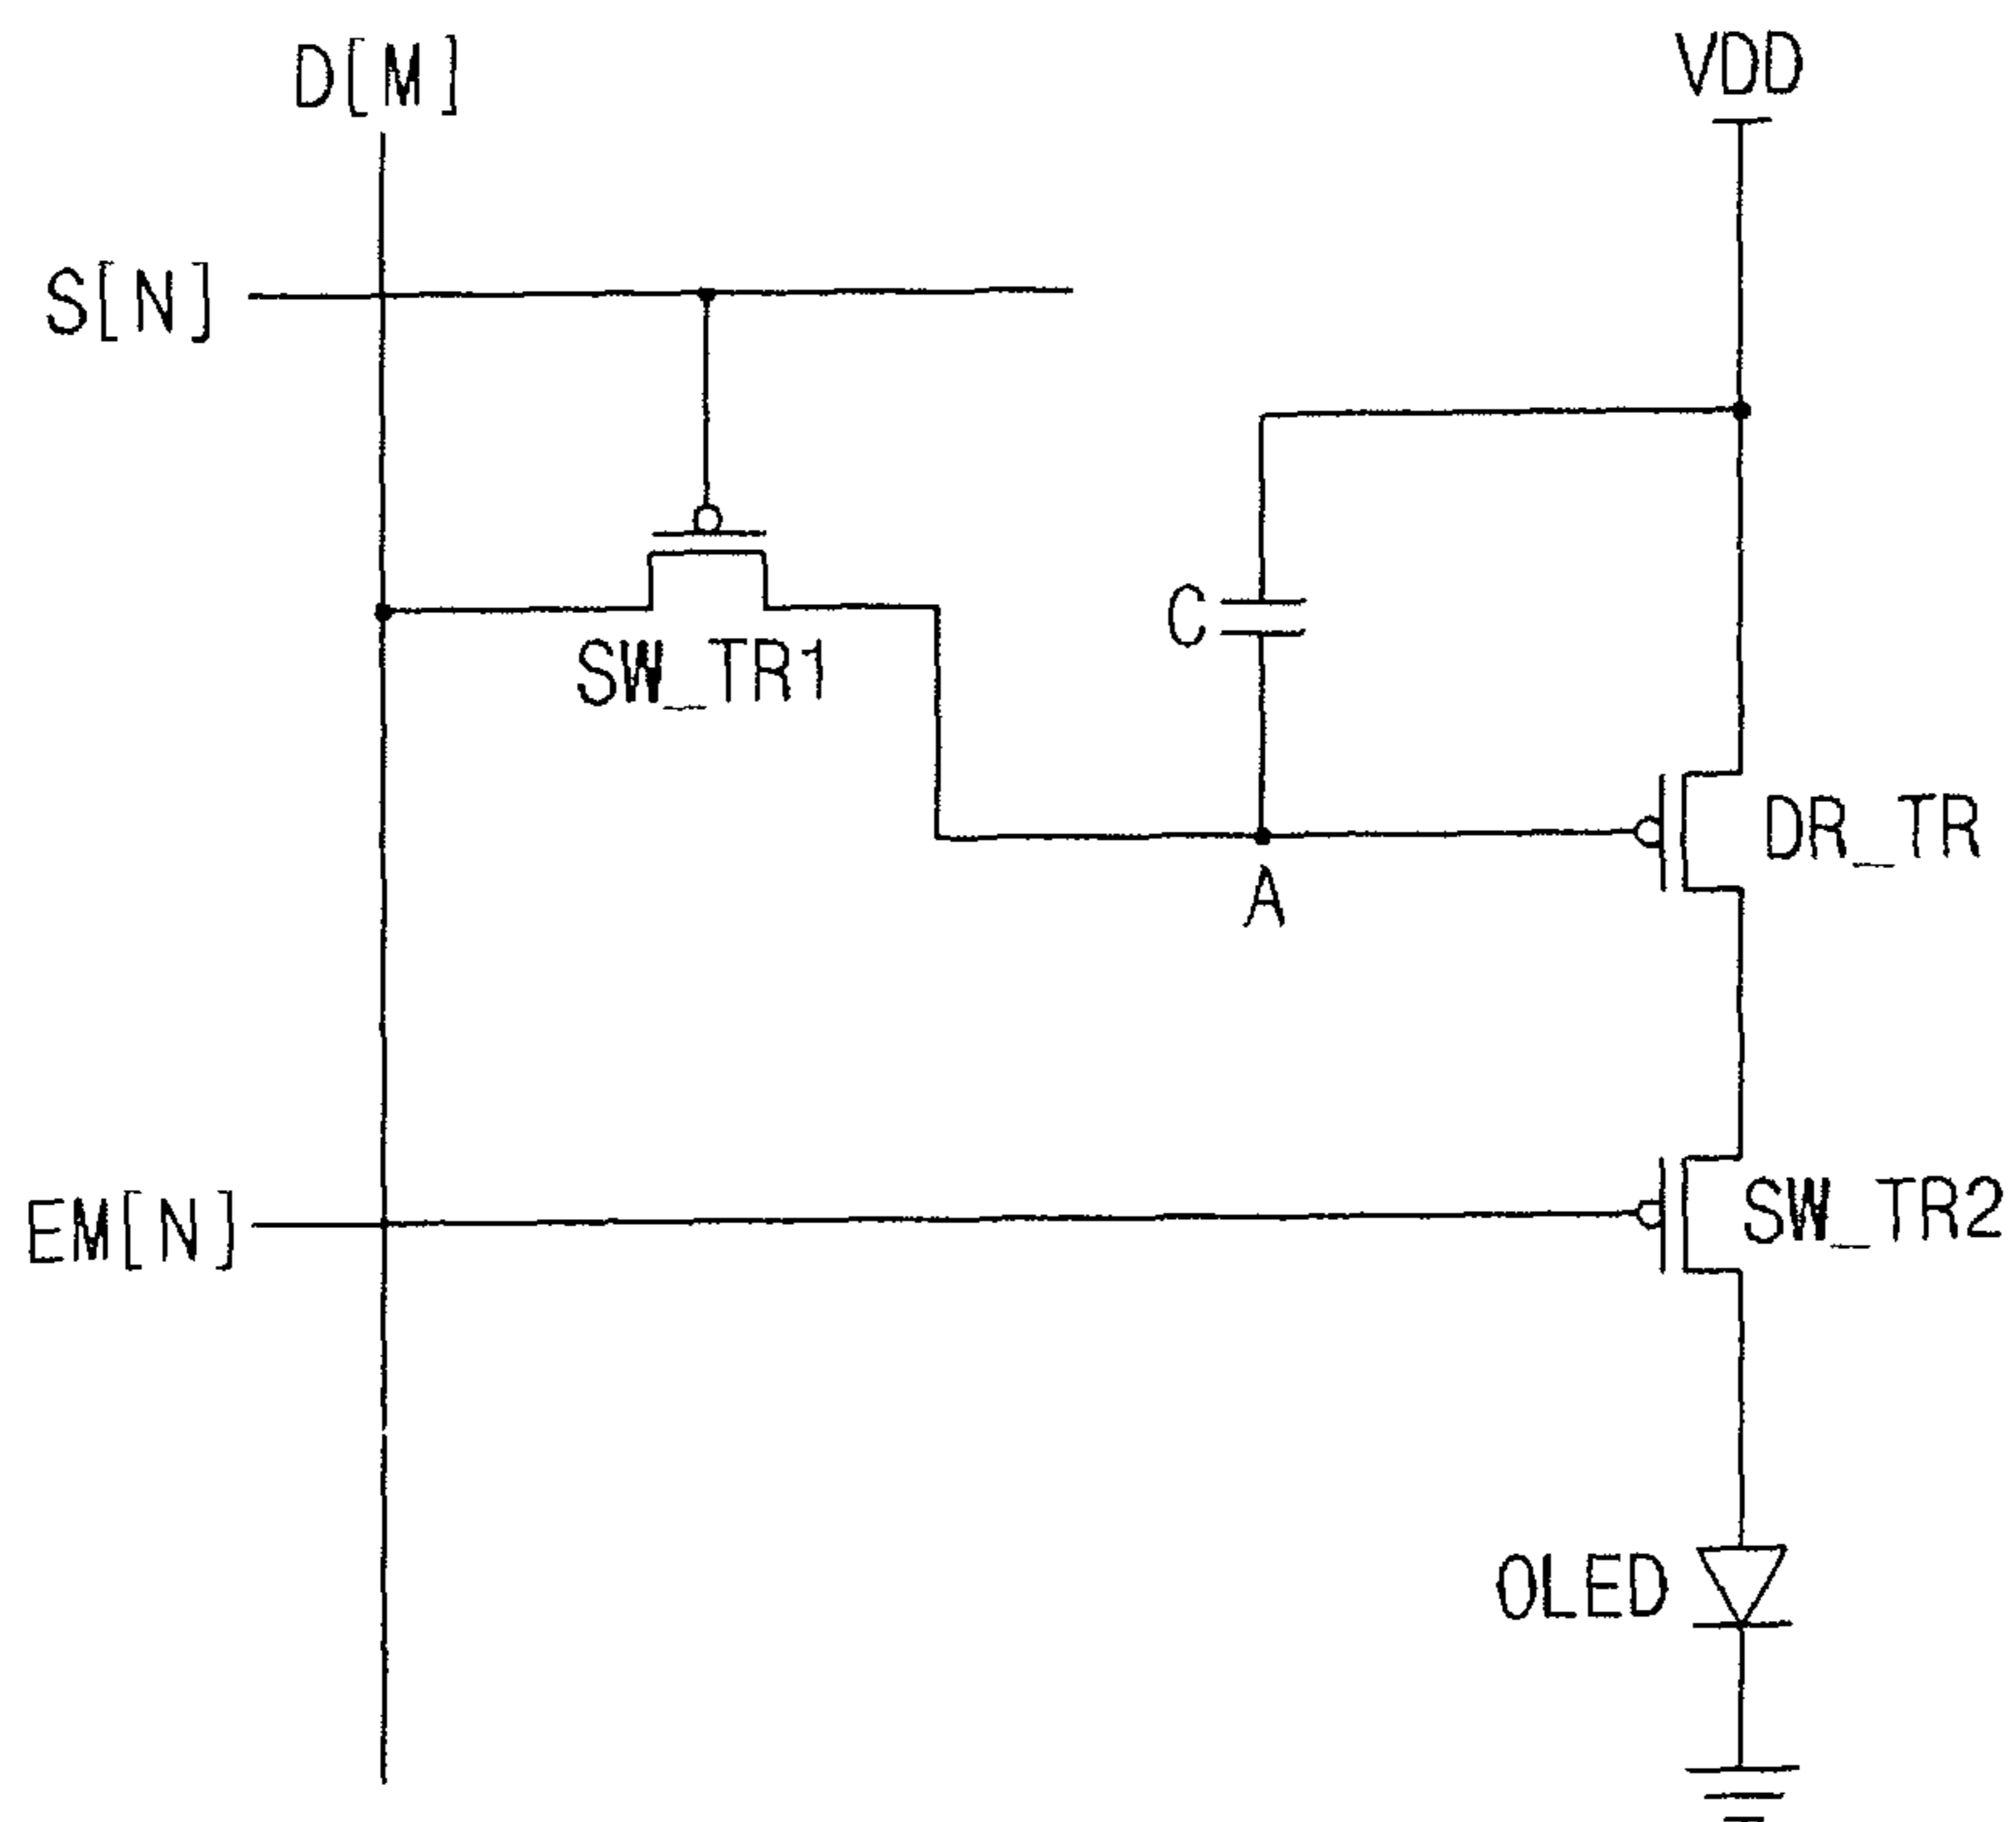 D[M]
VDD
S[N]
C
SW_TR1
DR_TR
A
EM[N]
SW_TR2
OLED